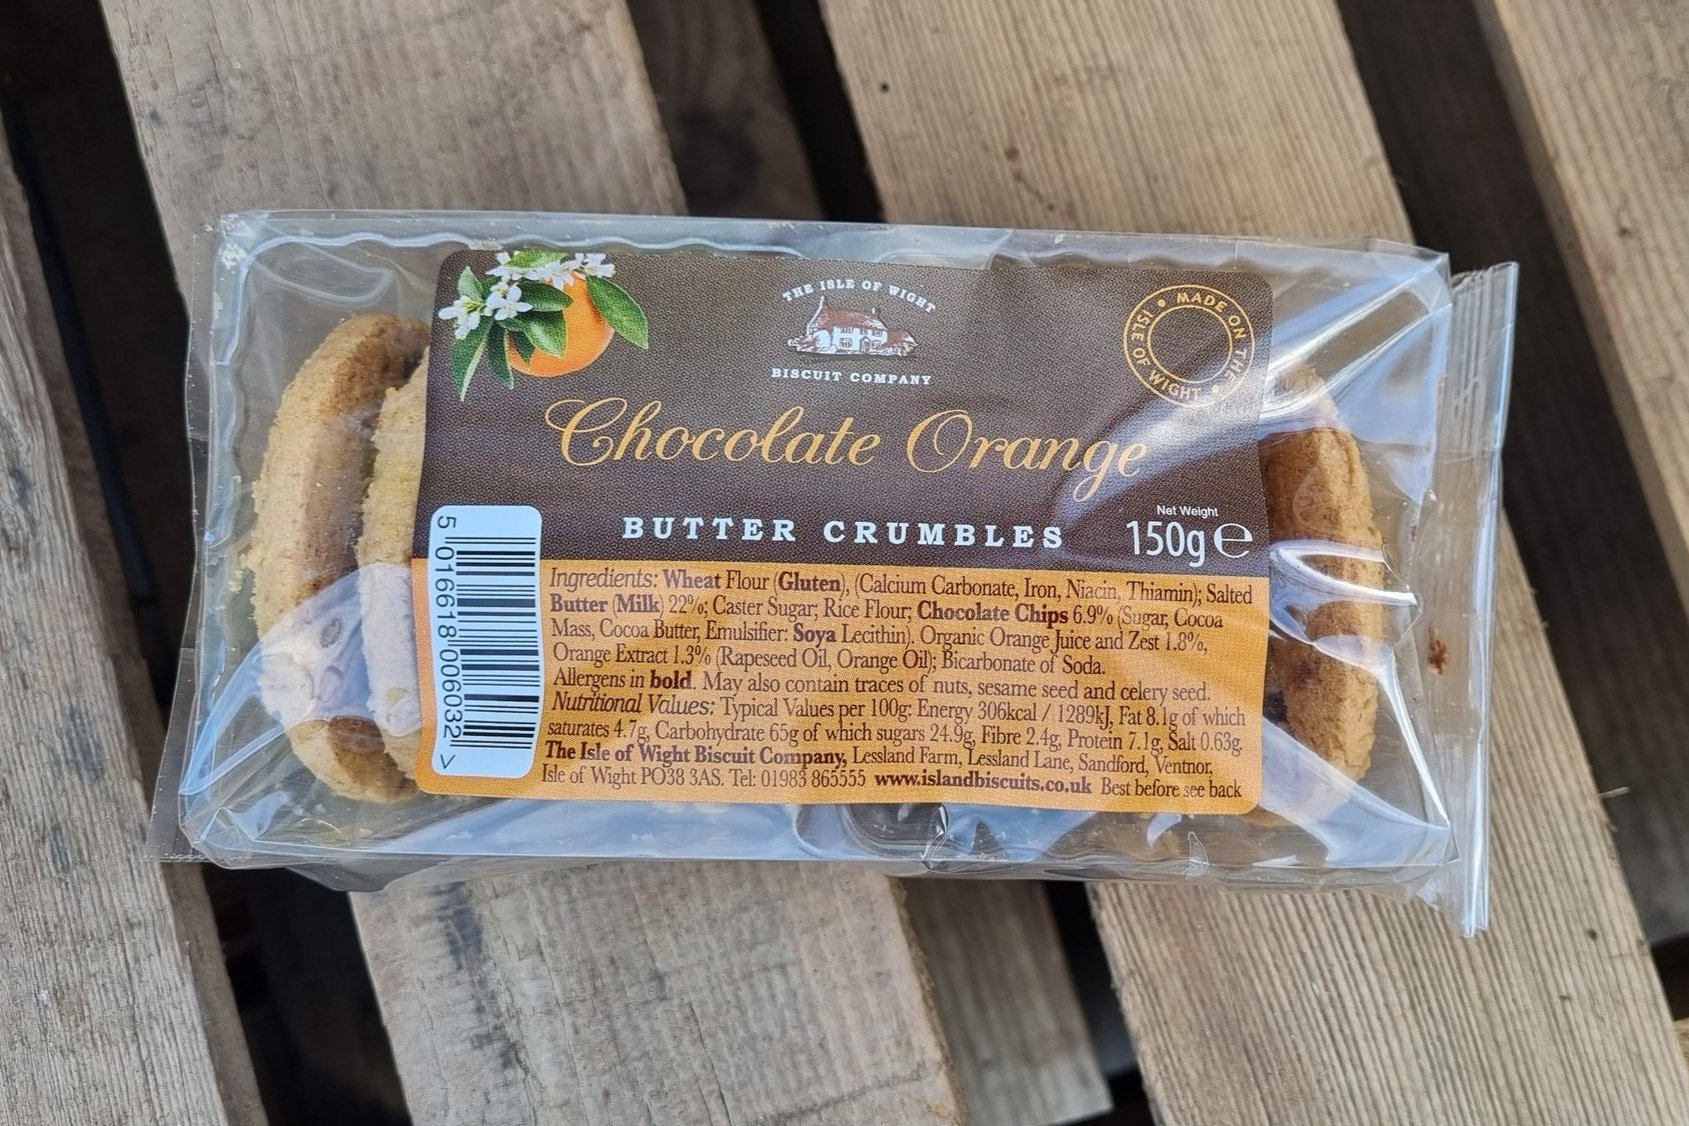 THE ISLE OF WIGHT
BISCUIT COMPANY
MADE ON THE
ISLE OF WIGHT
Chocolate Orange
BUTTER CRUMBLES
Net Weight
150g ℮
5 016618 006032 >
Ingredients: Wheat Flour (Gluten), (Calcium Carbonate, Iron, Niacin, Thiamin); Salted
Butter (Milk) 22%; Caster Sugar; Rice Flour; Chocolate Chips 6.9% (Sugar, Cocoa
Mass, Cocoa Butter, Emulsifier: Soya Lecithin). Organic Orange Juice and Zest 1.8%,
Orange Extract 1.3% (Rapeseed Oil, Orange Oil); Bicarbonate of Soda.
Allergens in bold. May also contain traces of nuts, sesame seed and celery seed.
Nutritional Values: Typical Values per 100g: Energy 306kcal / 1289kJ, Fat 8.1g of which
saturates 4.7g, Carbohydrate 65g of which sugars 24.9g, Fibre 2.4g, Protein 7.1g, Salt 0.63g.
The Isle of Wight Biscuit Company, Lessland Farm, Lessland Lane, Sandford, Ventnor,
Isle of Wight PO38 3AS. Tel: 01983 865555 www.islandbiscuits.co.uk Best before see back